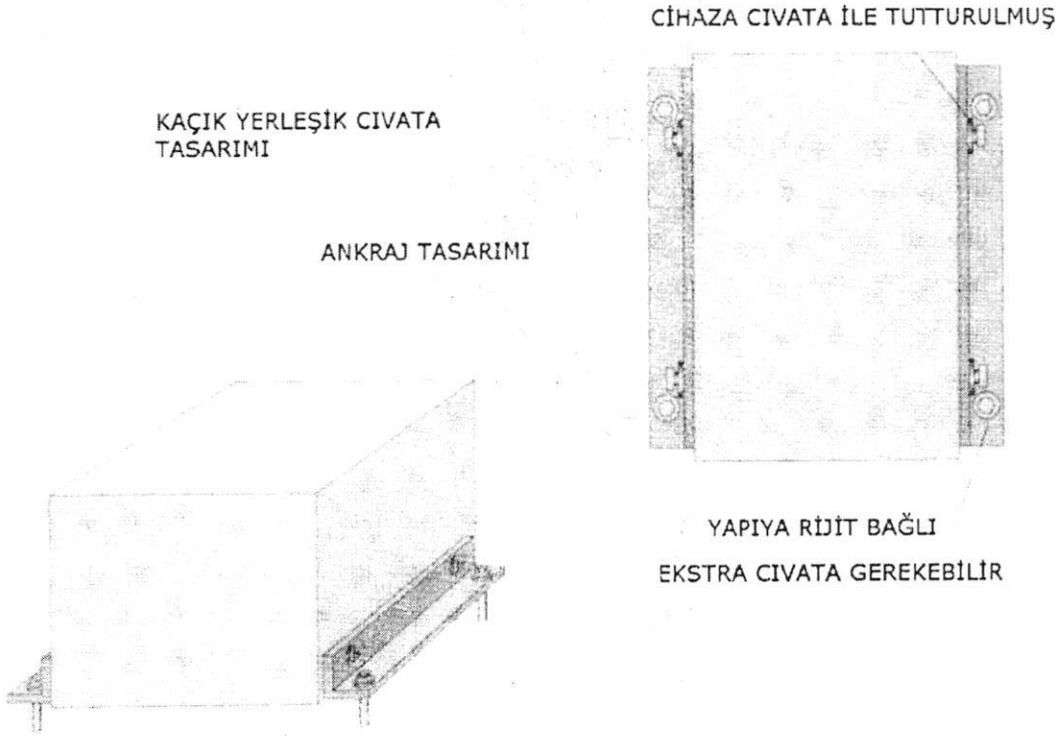 CİHAZA CIVATA İLE TUTTURULMUŞ
KAÇIK YERLEŞİK CIVATA
TASARIMI
ANKRAJ TASARIMI
YAPIYA RİJİT BAĞLI
EKSTRA CIVATA GEREKEBİLİR